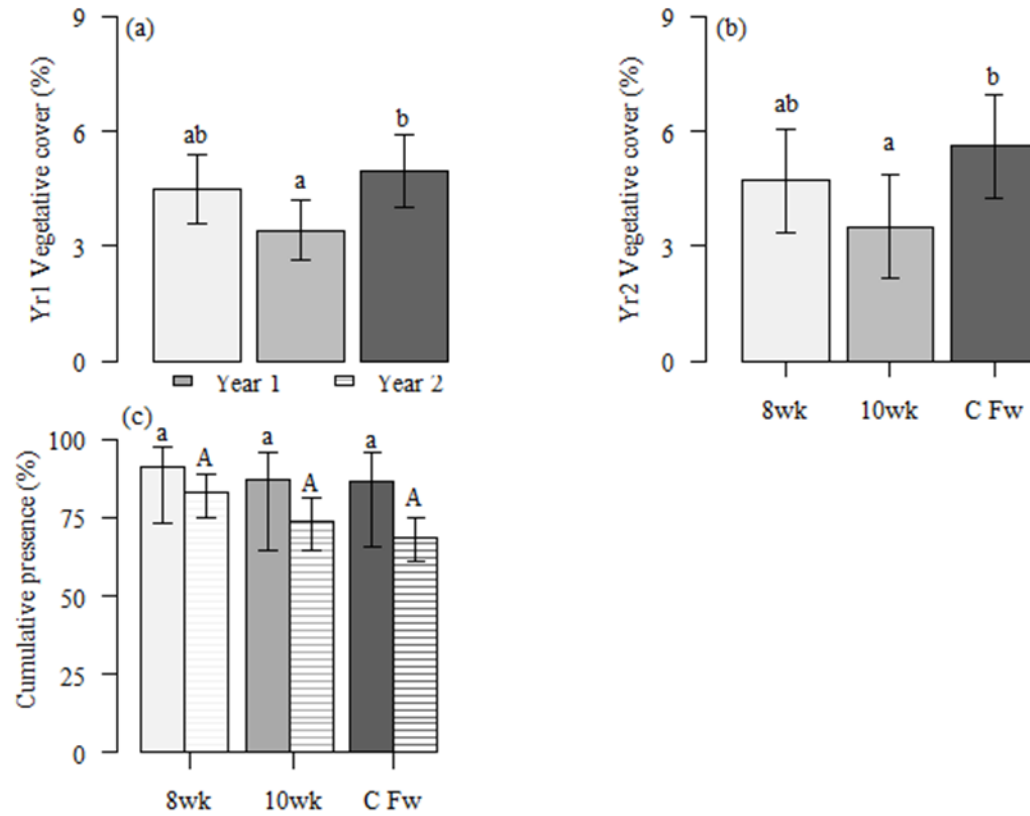 (a)
Yr1 Vegetative cover (%)
9
6
3
0
ab
a
b
(b)
Yr2 Vegetative cover (%)
9
6
3
0
ab
a
b
8wk 10wk C Fw
Year 1 Year 2
(c)
Cumulative presence (%)
100
75
50
25
0
a A a A a A
8wk 10wk C Fw